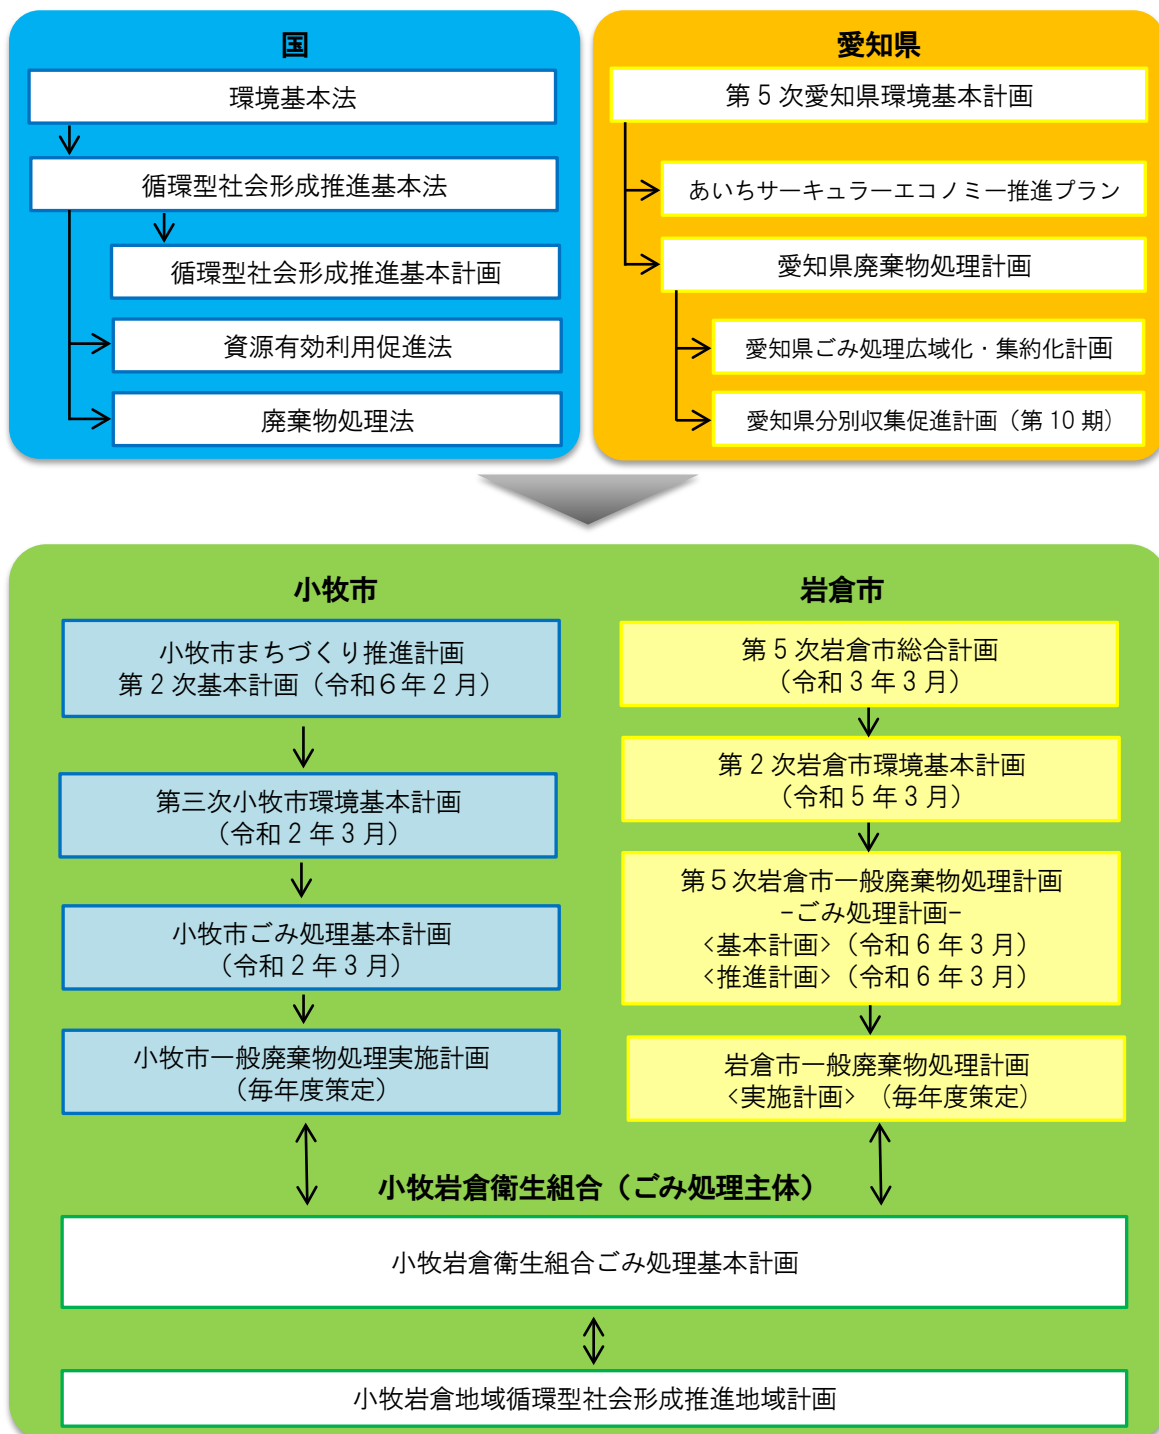 国
環境基本法
循環型社会形成推進基本法
循環型社会形成推進基本計画
資源有効利用促進法
廃棄物処理法
愛知県
第5次愛知県環境基本計画
あいちサーキュラーエコノミー推進プラン
愛知県廃棄物処理計画
愛知県ごみ処理広域化・集約化計画
愛知県分別収集促進計画（第10期）
小牧市
小牧市まちづくり推進計画
第2次基本計画（令和6年2月）
第三次小牧市環境基本計画
（令和2年3月）
小牧市ごみ処理基本計画
（令和2年3月）
小牧市一般廃棄物処理実施計画
（毎年度策定）
岩倉市
第5次岩倉市総合計画
（令和3年3月）
第2次岩倉市環境基本計画
（令和5年3月）
第5次岩倉市一般廃棄物処理計画
－ごみ処理計画－
<基本計画>（令和6年3月）
<推進計画>（令和6年3月）
岩倉市一般廃棄物処理計画
<実施計画>（毎年度策定）
小牧岩倉衛生組合（ごみ処理主体）
小牧岩倉衛生組合ごみ処理基本計画
小牧岩倉地域循環型社会形成推進地域計画